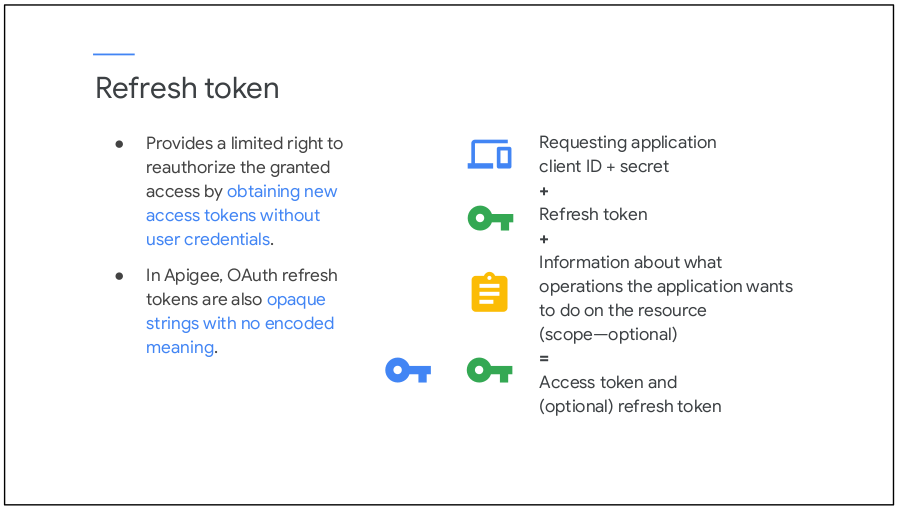 Refresh token
● Provides a limited right to
reauthorize the granted
access by obtaining new
access tokens without
user credentials.
● In Apigee, OAuth refresh
tokens are also opaque
strings with no encoded
meaning.
Requesting application
client ID + secret
+
Refresh token
+
Information about what
operations the application wants
to do on the resource
(scope—optional)
=
Access token and
(optional) refresh token